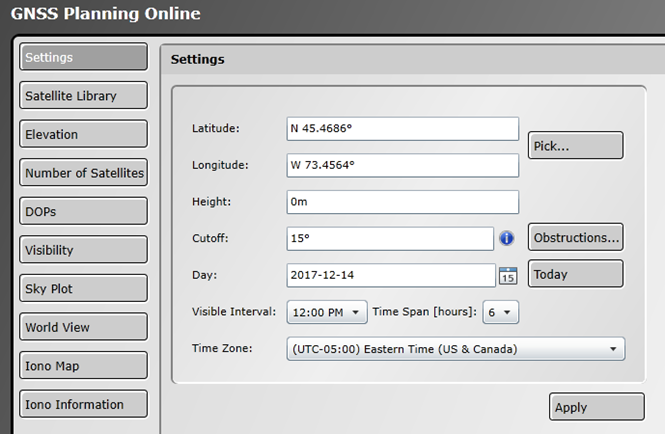 GNSS Planning Online
Settings
Satellite Library
Elevation
Number of Satellites
DOPs
Visibility
Sky Plot
World View
Iono Map
Iono Information
Settings
Latitude: N 45.4686°
Pick...
Longitude: W 73.4564°
Height: 0m
Cutoff: 15° i Obstructions...
Day: 2017-12-14 15 Today
Visible Interval: 12:00 PM Time Span [hours]: 6
Time Zone: (UTC-05:00) Eastern Time (US & Canada)
Apply